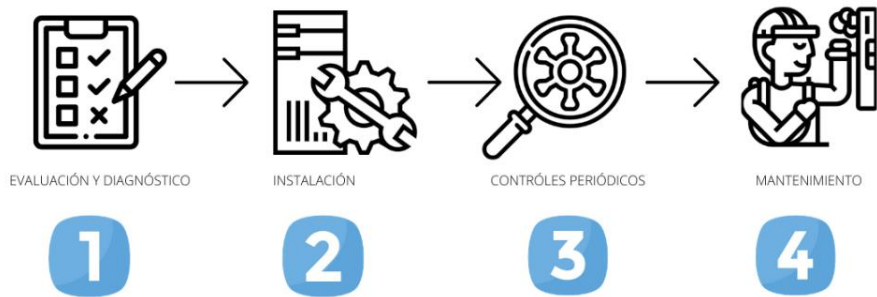 EVALUACIÓN Y DIAGNÓSTICO
INSTALACIÓN
CONTRÓLES PERIÓDICOS
MANTENIMIENTO
1
2
3
4